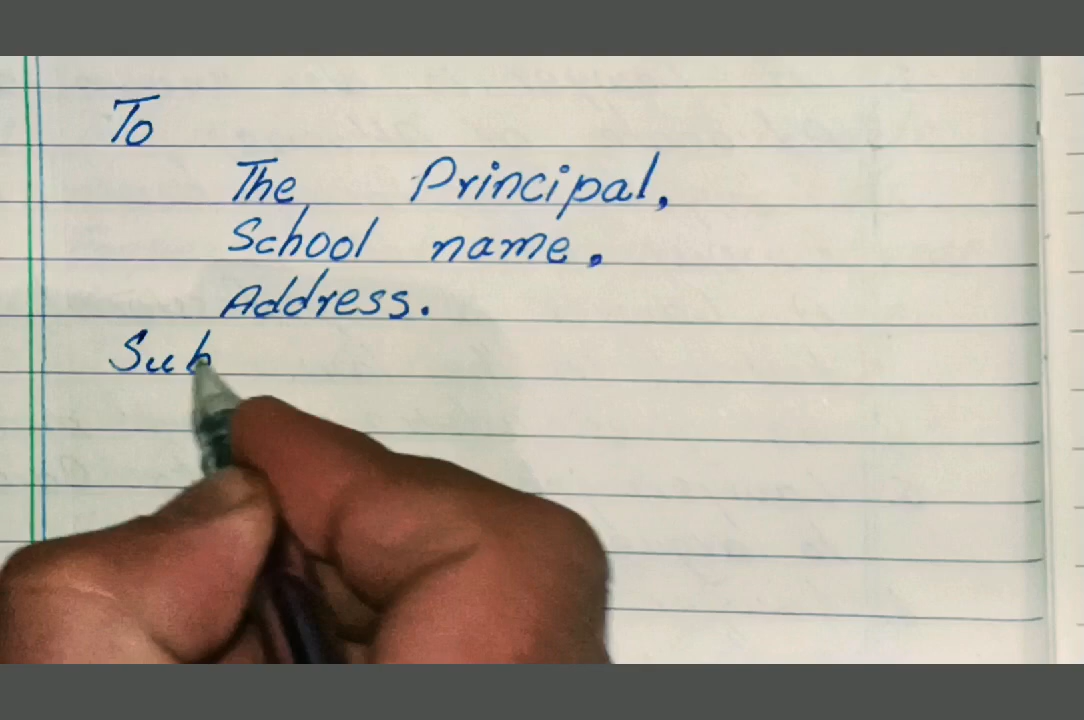 To
The Principal,
School name.
Address.
Sub